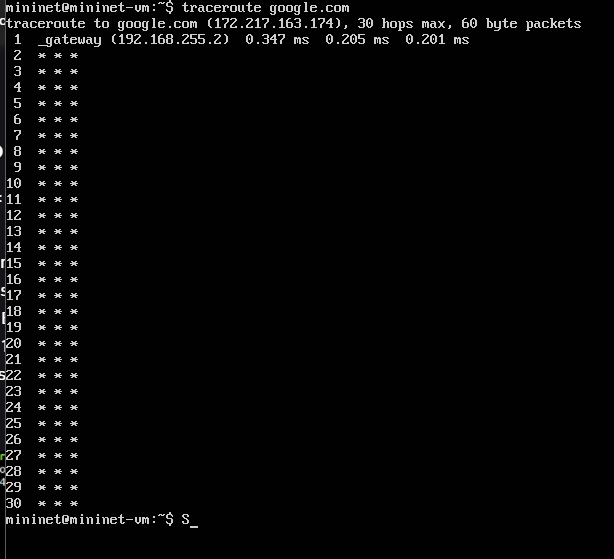 mininet@mininet-vm:~$ traceroute google.com
traceroute to google.com (172.217.163.174), 30 hops max, 60 byte packets
 1  _gateway (192.168.255.2)  0.347 ms  0.205 ms  0.201 ms
 2  * * *
 3  * * *
 4  * * *
 5  * * *
 6  * * *
 7  * * *
 8  * * *
 9  * * *
10  * * *
11  * * *
12  * * *
13  * * *
14  * * *
15  * * *
16  * * *
17  * * *
18  * * *
19  * * *
20  * * *
21  * * *
22  * * *
23  * * *
24  * * *
25  * * *
26  * * *
27  * * *
28  * * *
29  * * *
30  * * *
mininet@mininet-vm:~$ S_